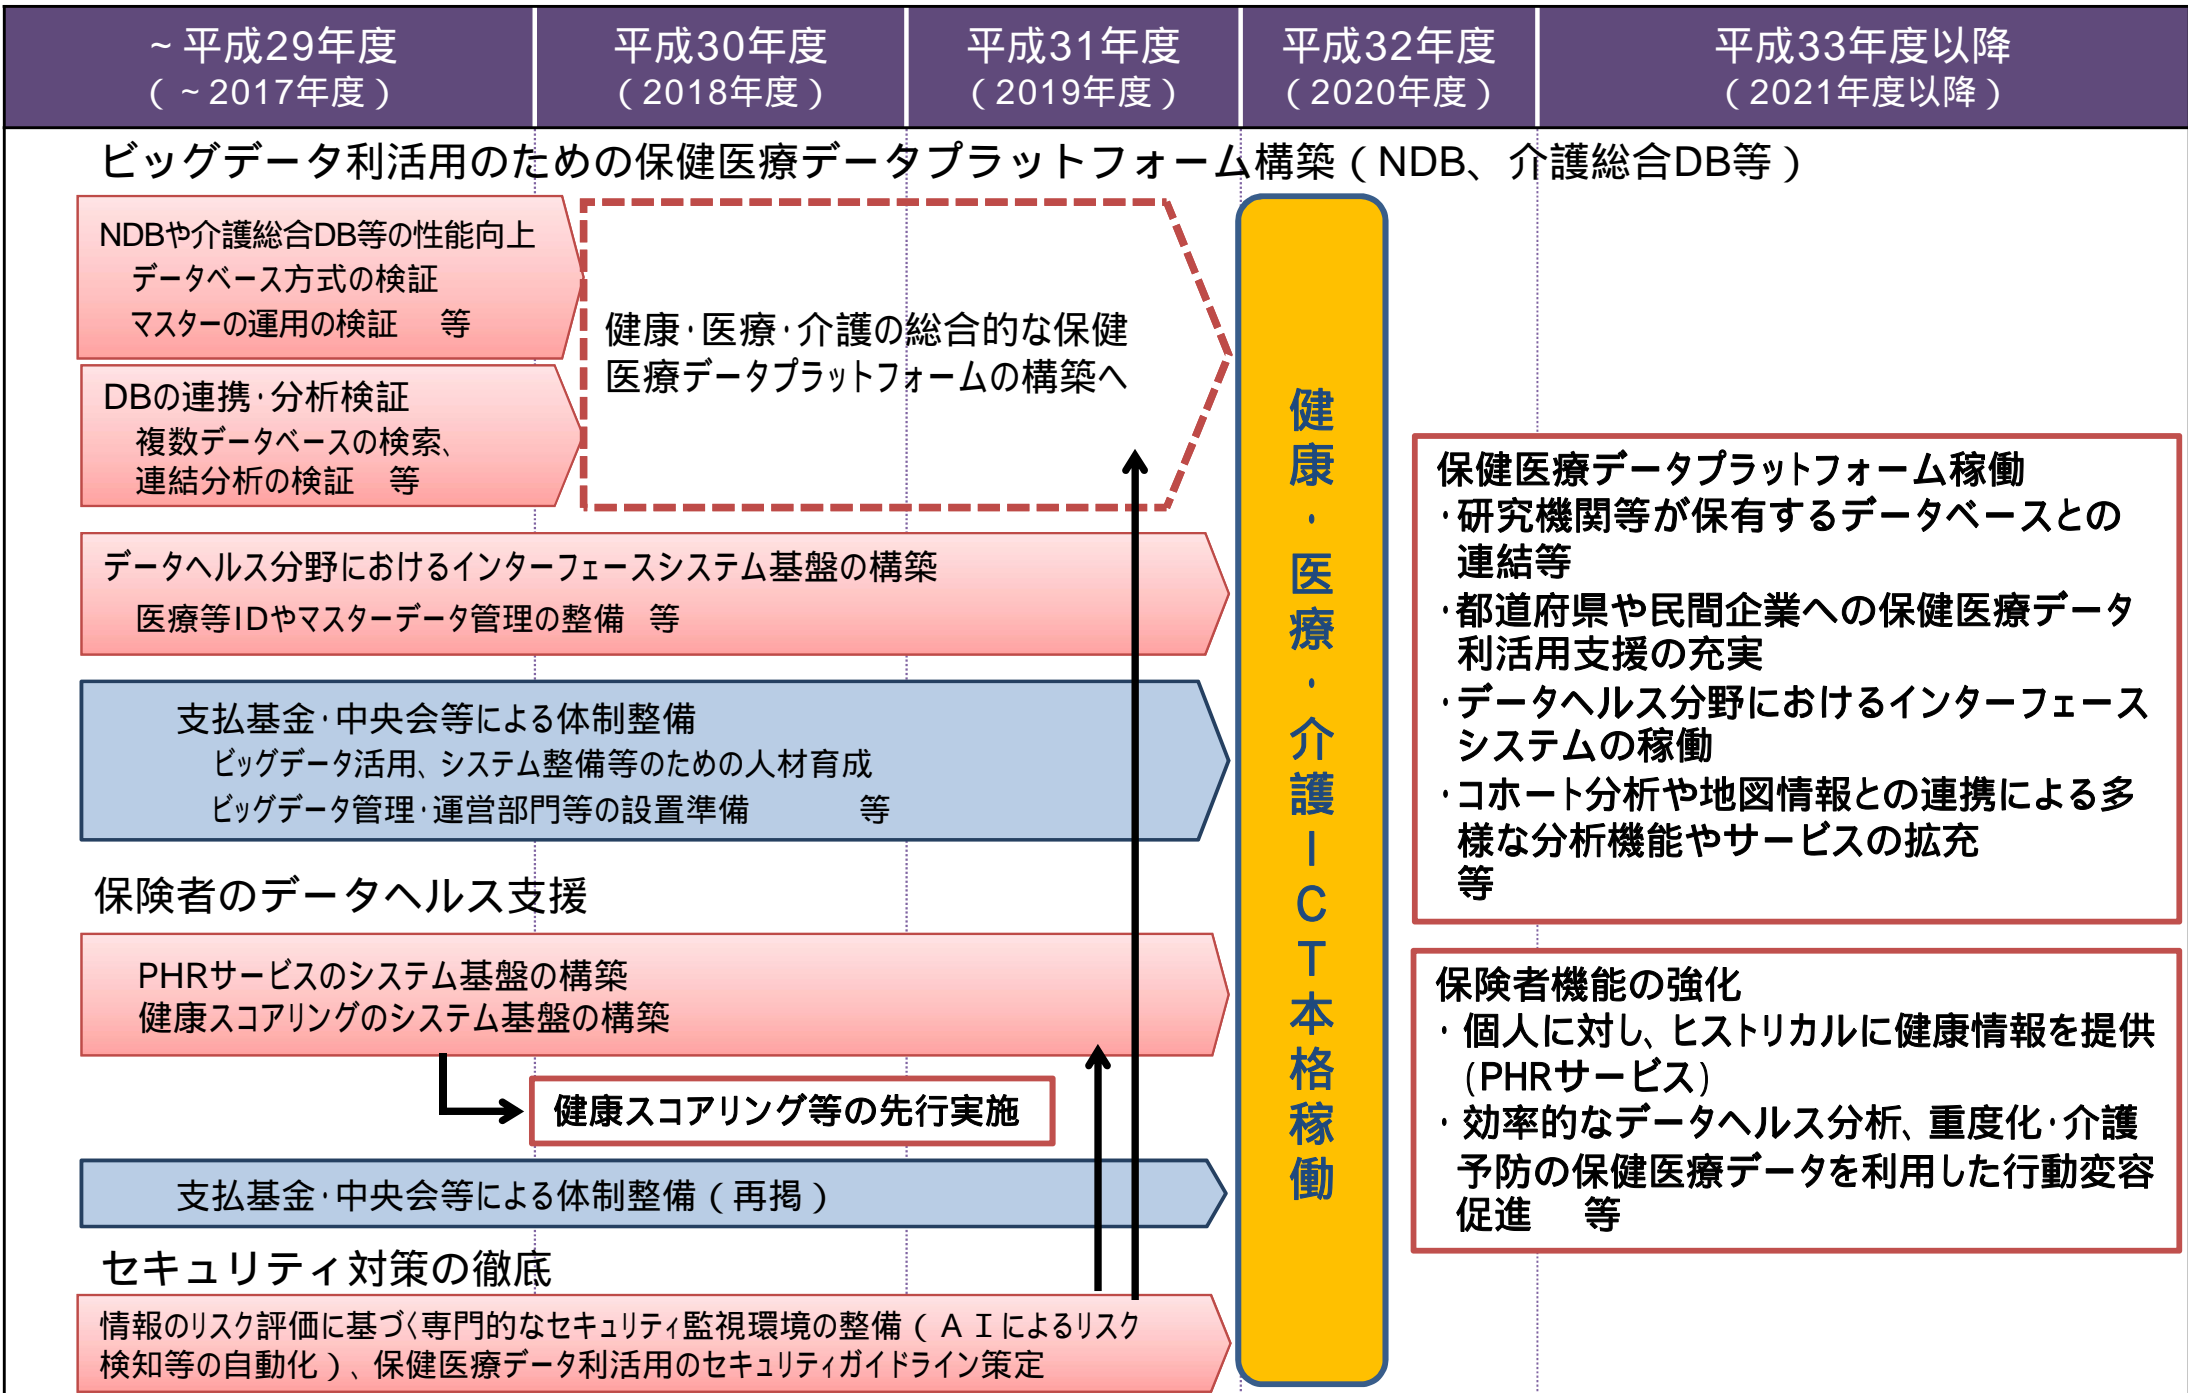 ~平成29年度
(~2017年度)
平成30年度
(2018年度)
平成31年度
(2019年度)
平成32年度
(2020年度)
平成33年度以降
(2021年度以降)
ビッグデータ利活用のための保健医療データプラットフォーム構築(NDB、介護総合DB等)
NDBや介護総合DB等の性能向上
データベース方式の検証
マスターの運用の検証 等
DBの連携・分析検証
複数データベースの検索、
連結分析の検証 等
健康・医療・介護の総合的な保健
医療データプラットフォームの構築へ
データヘルス分野におけるインターフェースシステム基盤の構築
医療等IDやマスターデータ管理の整備 等
支払基金・中央会等による体制整備
ビッグデータ活用、システム整備等のための人材育成
ビッグデータ管理・運営部門等の設置準備 等
保険者のデータヘルス支援
PHRサービスのシステム基盤の構築
健康スコアリングのシステム基盤の構築
健康スコアリング等の先行実施
支払基金・中央会等による体制整備(再掲)
セキュリティ対策の徹底
情報のリスク評価に基づく専門的なセキュリティ監視環境の整備(AIによるリスク
検知等の自動化)、保健医療データ利活用のセキュリティガイドライン策定
健康・医療・介護ICT本格稼働
保健医療データプラットフォーム稼働
・研究機関等が保有するデータベースとの
連結等
・都道府県や民間企業への保健医療データ
利活用支援の充実
・データヘルス分野におけるインターフェース
システムの稼働
・コホート分析や地図情報との連携による多
様な分析機能やサービスの拡充
等
保険者機能の強化
・個人に対し、ヒストリカルに健康情報を提供
(PHRサービス)
・効率的なデータヘルス分析、重度化・介護
予防の保健医療データを利用した行動変容
促進 等